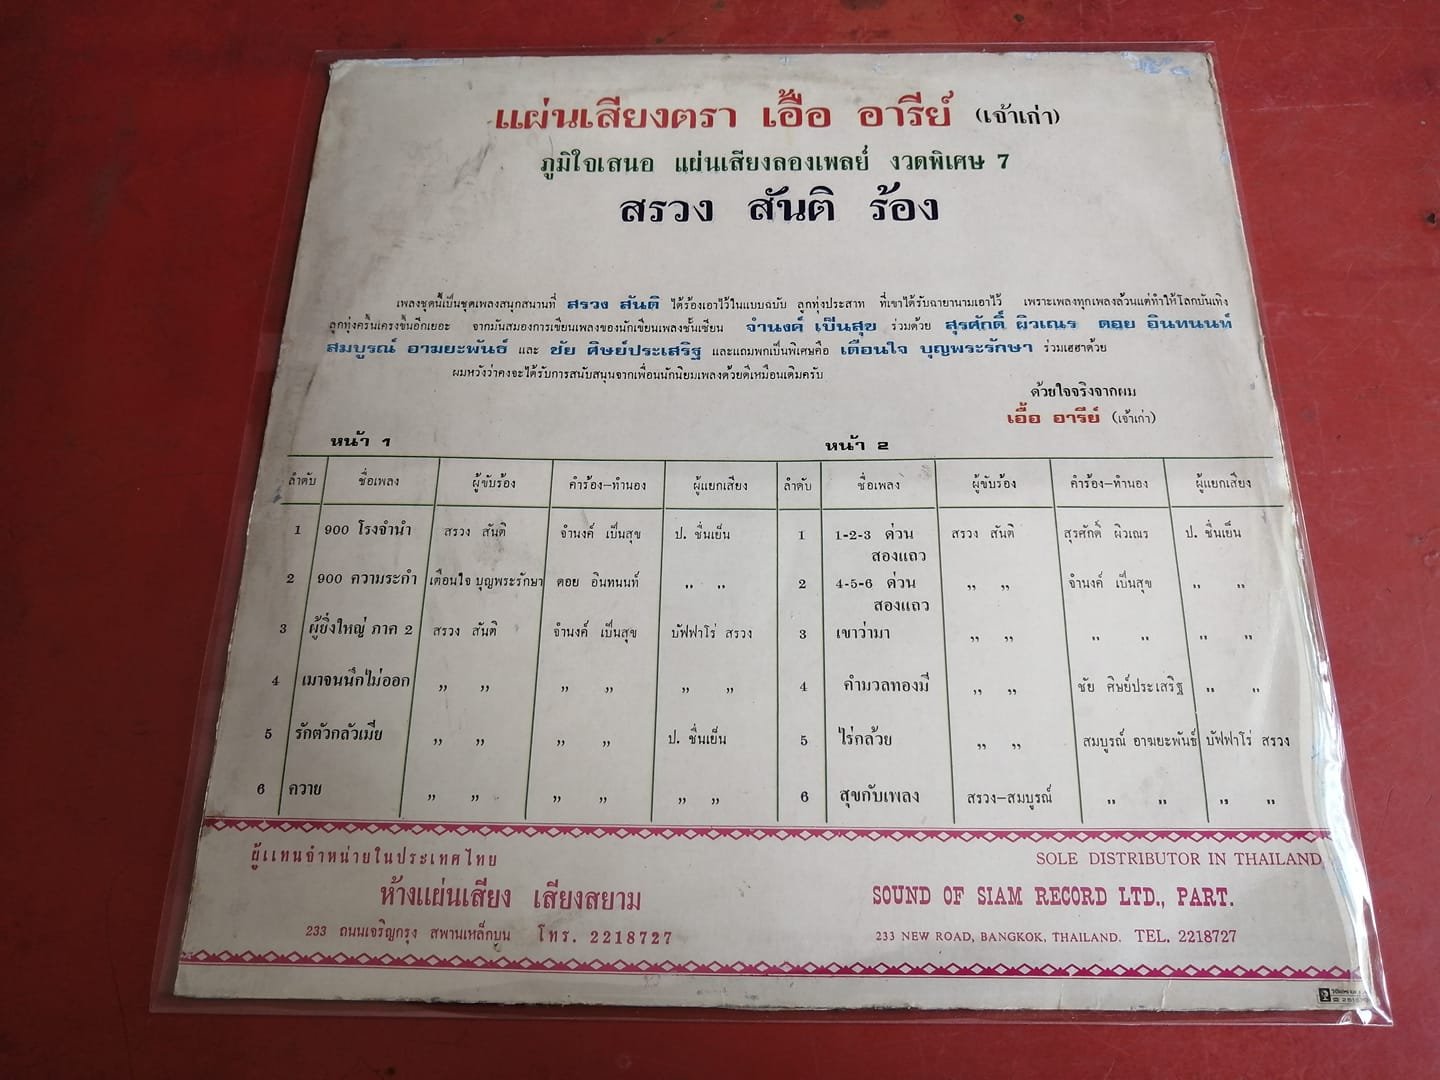 แผ่นเสียงตรา เอื้อ อารีย์ (เจ้าเก่า)
ภูมิใจเสนอ แผ่นเสียงลองเพลย์ งวดพิเศษ 7
สรวง สันติ ร้อง
เพลงชุดนี้เป็นชุดเพลงสนุกสนานที่ สรวง สันติ ได้ร้องเอาไว้ในแบบฉบับ ลูกทุ่งประสาท ที่เขาได้รับฉายานามเอาไว้ เพราะเพลงทุกเพลงล้วนแต่ทำให้โลกบันเทิง
ลูกทุ่งครื้นเครงขึ้นอีกเยอะ จากมันสมองการเขียนเพลงของนักเขียนเพลงชั้นเซียน จำนงค์ เป็นสุข ร่วมด้วย สุรศักดิ์ ผิวเณร ดอย อินทนนท์
สมบูรณ์ อาฆยะพันธ์ และ ชัย ศิษย์ประเสริฐ และแถมพกเป็นพิเศษคือ เตือนใจ บุญพระรักษา ร่วมเฮฮาด้วย
ผมหวังว่าคงจะได้รับการสนับสนุนจากเพื่อนนักนิยมเพลงด้วยดีเหมือนเดิมครับ
ด้วยใจจริงจากผม
เอื้อ อารีย์ (เจ้าเก่า)
หน้า 1 หน้า 2
ลำดับ ชื่อเพลง ผู้ขับร้อง คำร้อง-ทำนอง ผู้แยกเสียง ลำดับ ชื่อเพลง ผู้ขับร้อง คำร้อง-ทำนอง ผู้แยกเสียง
1 900 โรงจำนำ สรวง สันติ จำนงค์ เป็นสุข ป. ชื่นเย็น 1 1-2-3 ด่วน สรวง สันติ สุรศักดิ์ ผิวเณร ป. ชื่นเย็น
สองแถว
2 900 ความระกำ เตือนใจ บุญพระรักษา ดอย อินทนนท์ ,, ,, 2 4-5-6 ด่วน ,, ,, จำนงค์ เป็นสุข ,, ,,
สองแถว
3 ผู้ยิ่งใหญ่ ภาค 2 สรวง สันติ จำนงค์ เป็นสุข บัฟฟาโร่ สรวง 3 เขาว่ามา ,, ,, ,, ,, ,, ,,
4 เมาจนนึกไม่ออก ,, ,, ,, ,, ,, ,, 4 คำมวลทองมี ,, ,, ชัย ศิษย์ประเสริฐ ,, ,,
5 รักตัวกลัวเมีย ,, ,, ,, ,, ป. ชื่นเย็น 5 ไร่กล้วย ,, ,, สมบูรณ์ อาฆยะพันธ์ บัฟฟาโร่ สรวง
6 ควาย ,, ,, ,, ,, ,, ,, 6 สุขกับเพลง สรวง-สมบูรณ์ ,, ,, ,, ,,
ผู้แทนจำหน่ายในประเทศไทย SOLE DISTRIBUTOR IN THAILAND
ห้างแผ่นเสียง เสียงสยาม SOUND OF SIAM RECORD LTD., PART.
233 ถนนเจริญกรุง สพานเหล็กบน โทร. 2218727 233 NEW ROAD, BANGKOK, THAILAND. TEL. 2218727